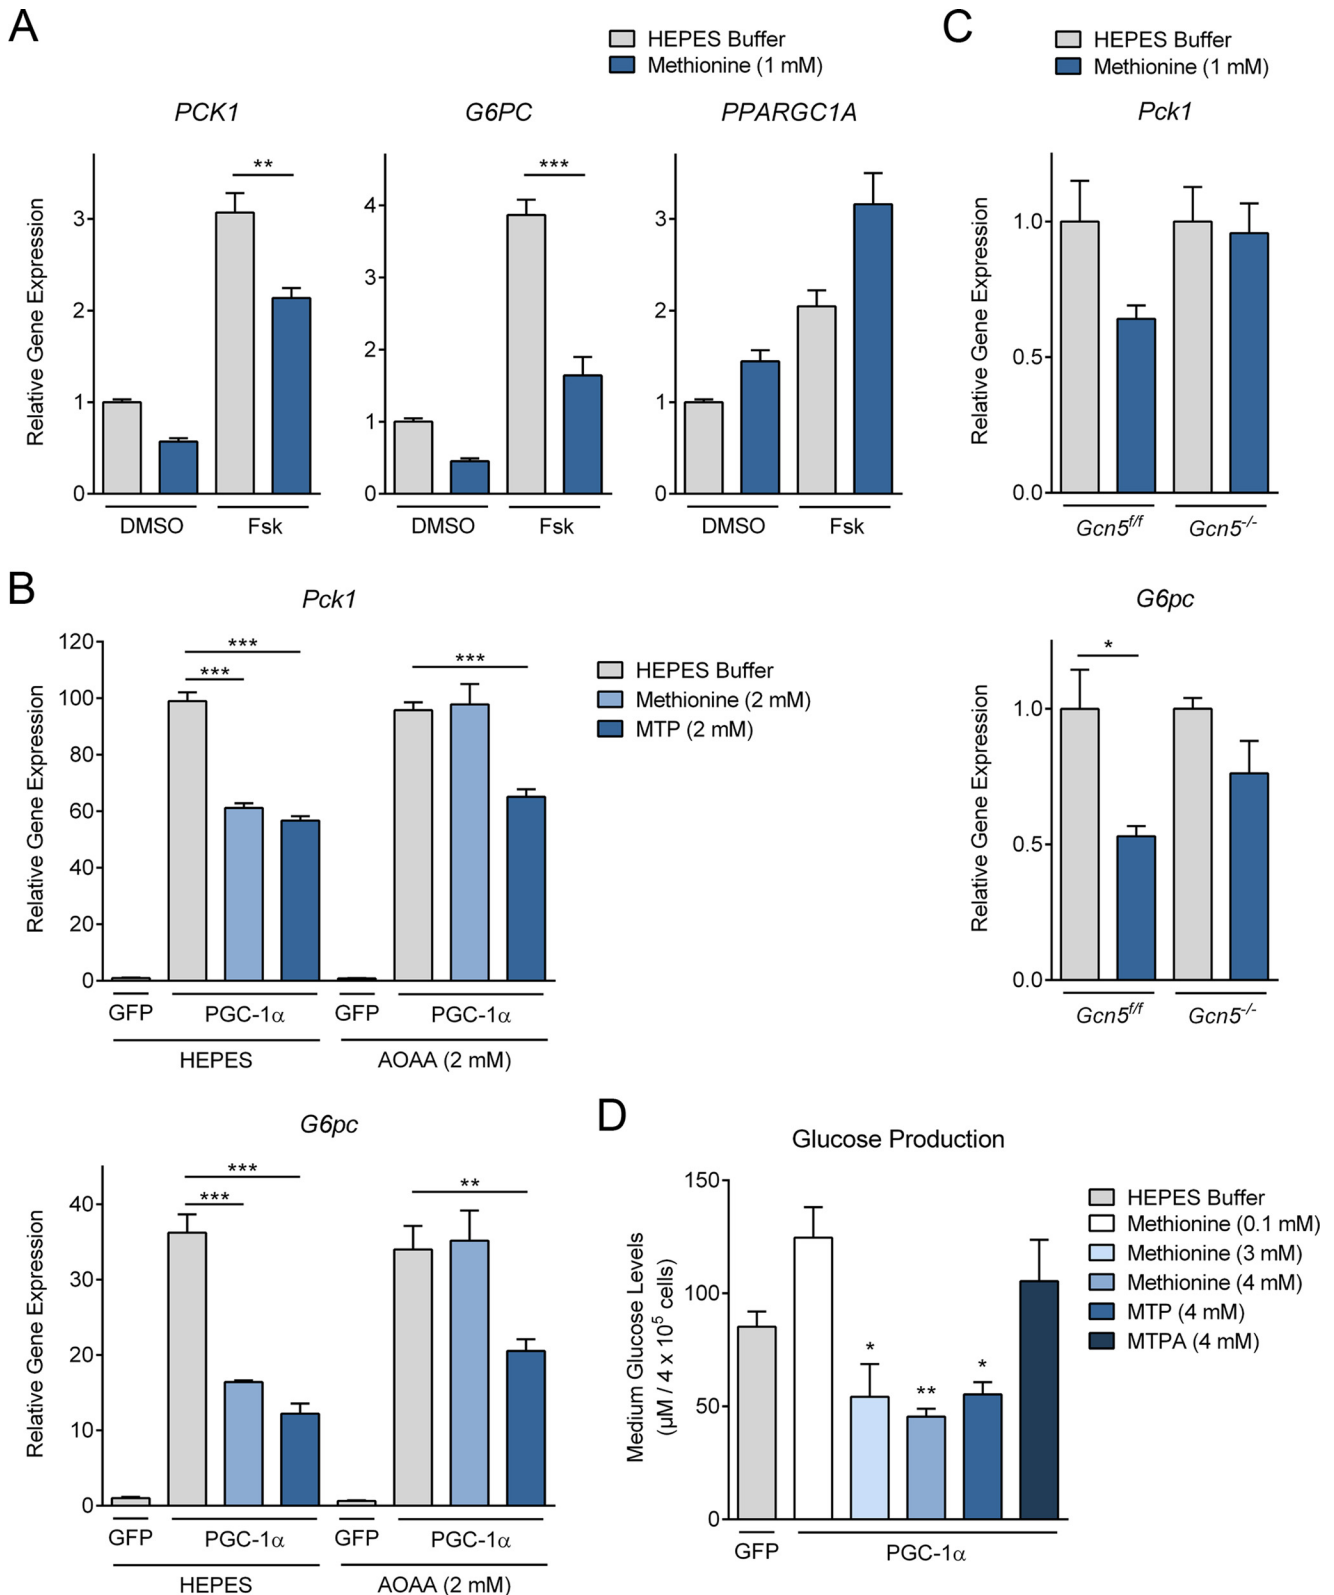 A
HEPES Buffer
Methionine (1 mM)
PCK1
G6PC
PPARGC1A
Relative Gene Expression
3
2
1
0
**
DMSO
Fsk
4
3
2
1
0
***
DMSO
Fsk
3
2
1
0
DMSO
Fsk
C
HEPES Buffer
Methionine (1 mM)
Pck1
Relative Gene Expression
1.0
0.5
0.0
Gcn5f/f
Gcn5-/-
G6pc
Relative Gene Expression
1.0
0.5
0.0
*
Gcn5f/f
Gcn5-/-
B
Pck1
HEPES Buffer
Methionine (2 mM)
MTP (2 mM)
Relative Gene Expression
120
100
80
60
40
20
0
***
***
***
GFP
PGC-1α
GFP
PGC-1α
HEPES
AOAA (2 mM)
G6pc
Relative Gene Expression
40
30
20
10
0
***
***
**
GFP
PGC-1α
GFP
PGC-1α
HEPES
AOAA (2 mM)
D
Glucose Production
Medium Glucose Levels
(µM / 4 x 10⁵ cells)
150
100
50
0
*
**
*
GFP
PGC-1α
HEPES Buffer
Methionine (0.1 mM)
Methionine (3 mM)
Methionine (4 mM)
MTP (4 mM)
MTPA (4 mM)